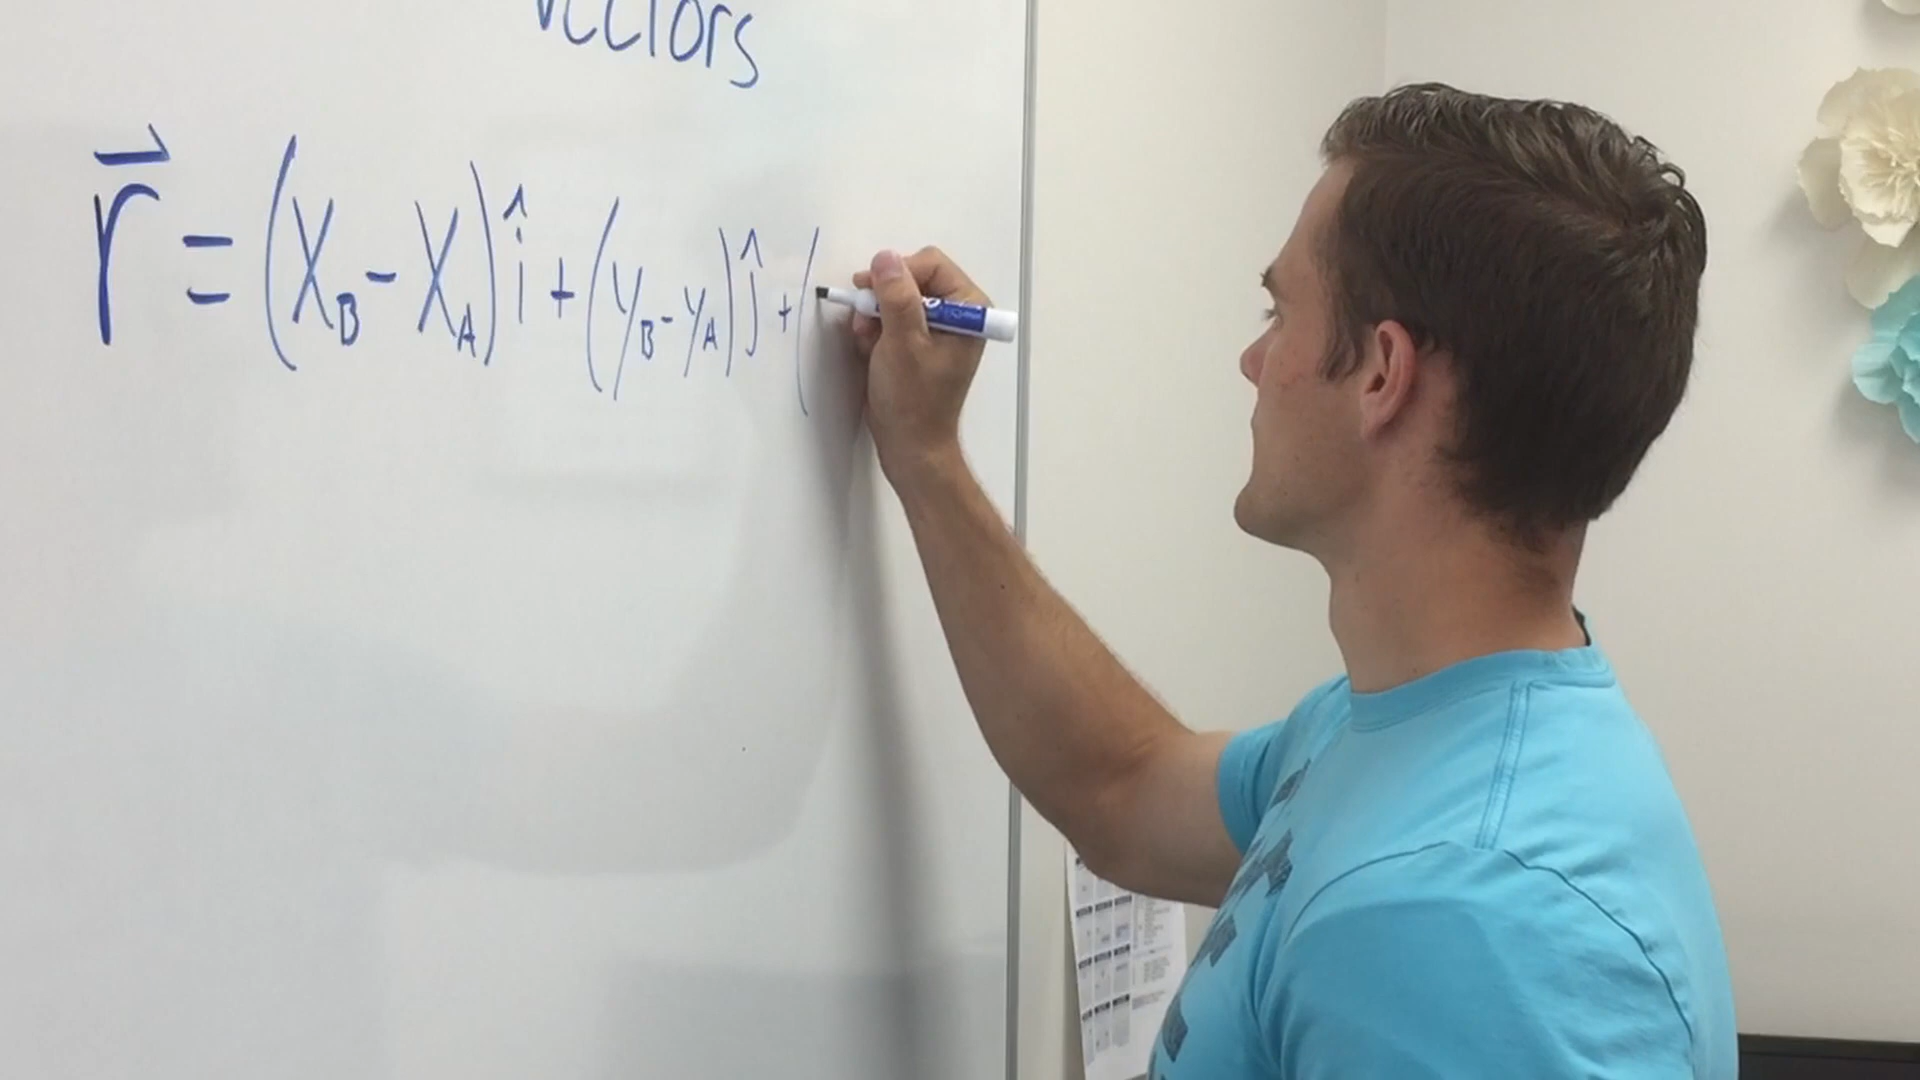 vectors
r⃗ = (X_B - X_A) î + (y_B - y_A) ĵ + (